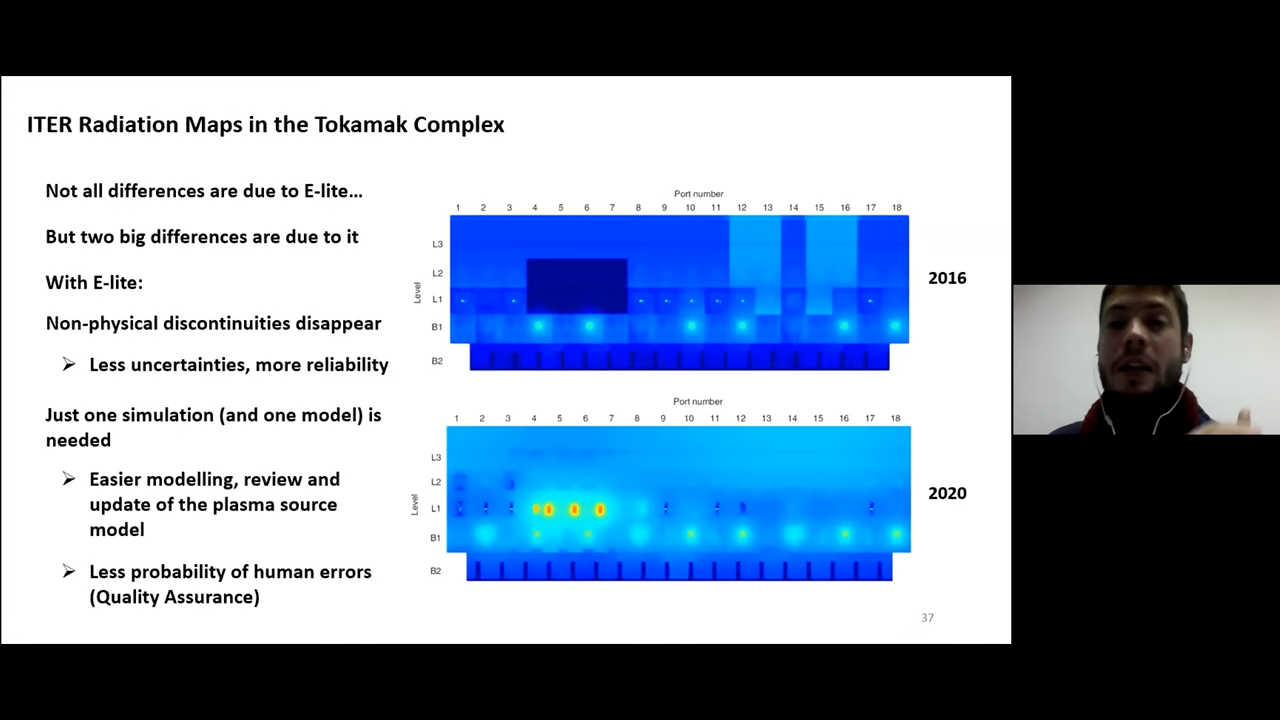 ITER Radiation Maps in the Tokamak Complex
Not all differences are due to E-lite…
But two big differences are due to it
With E-lite:
Non-physical discontinuities disappear
Less uncertainties, more reliability
Just one simulation (and one model) is
needed
Easier modelling, review and
update of the plasma source
model
Less probability of human errors
(Quality Assurance)
Port number
1 2 3 4 5 6 7 8 9 10 11 12 13 14 15 16 17 18
Level
L3
L2
L1
B1
B2
2016
Port number
1 2 3 4 5 6 7 8 9 10 11 12 13 14 15 16 17 18
Level
L3
L2
L1
B1
B2
2020
37